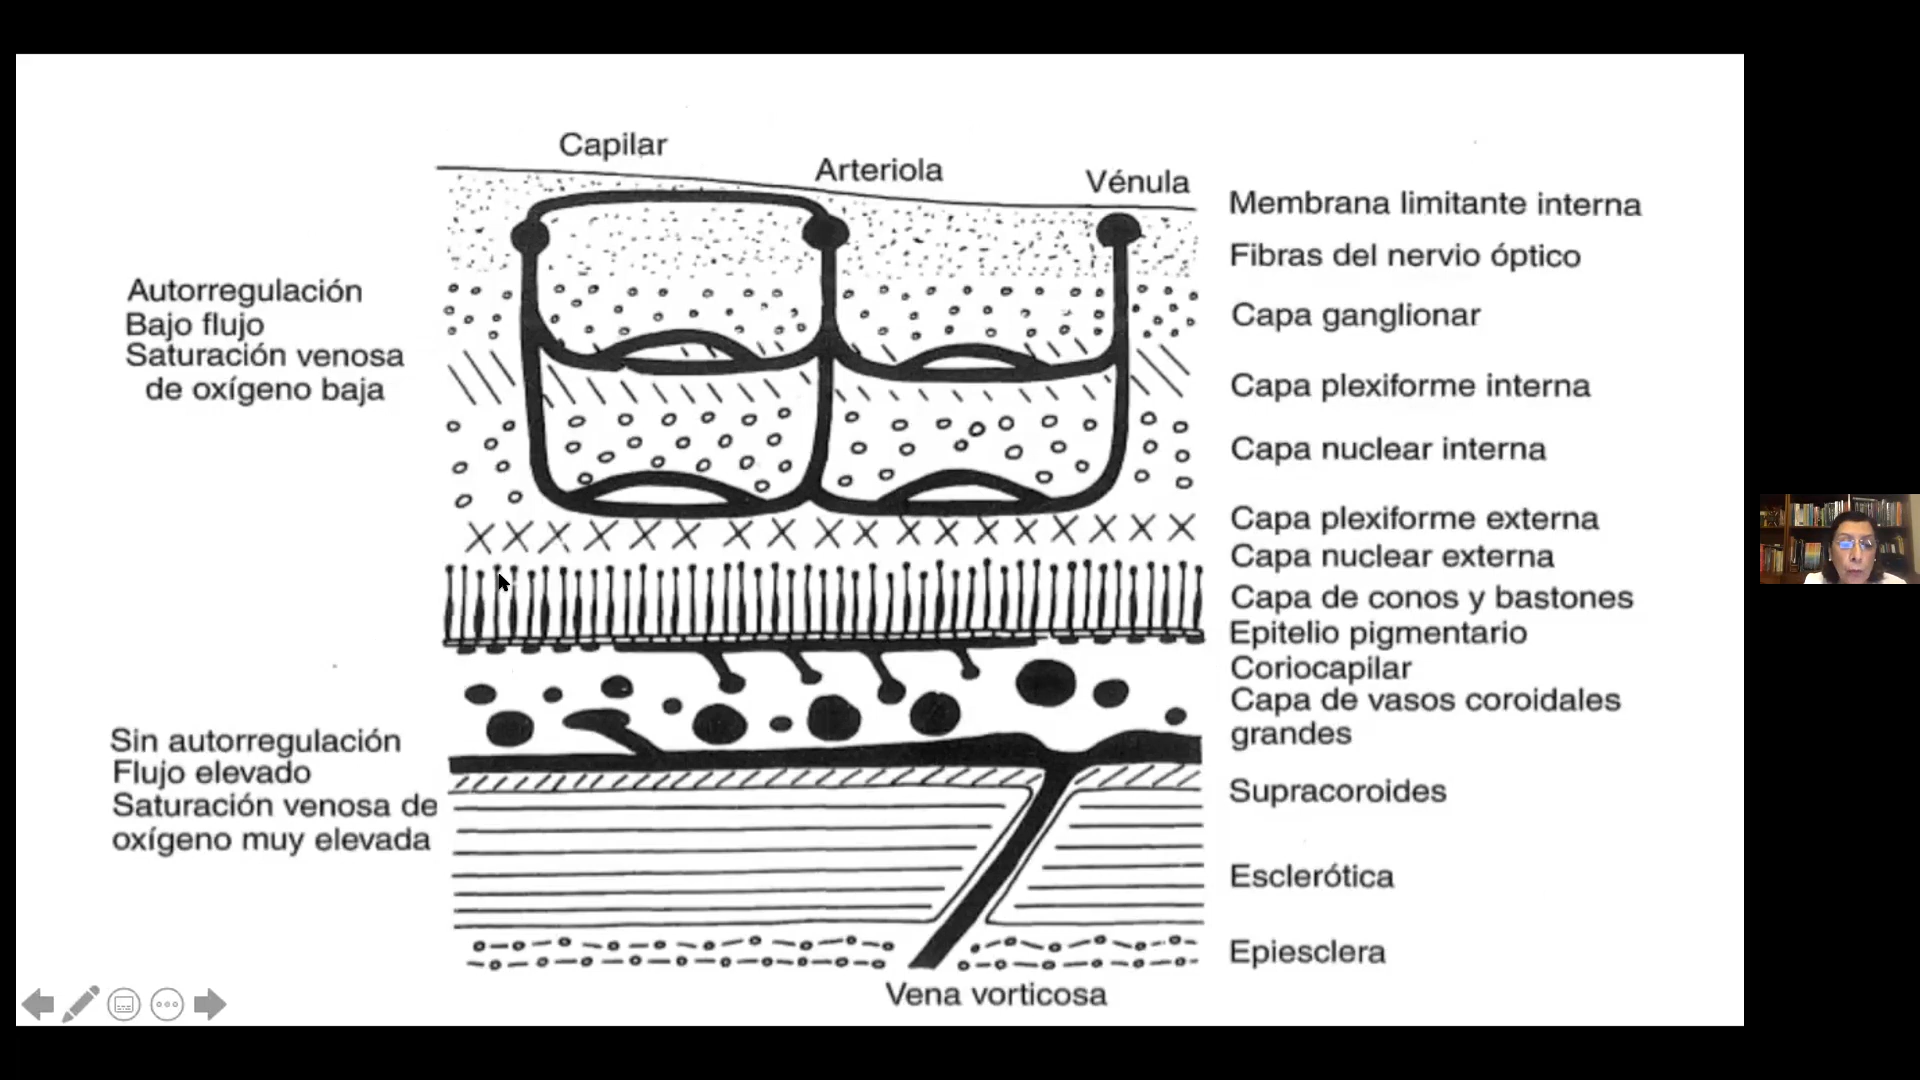 Capilar
Arteriola
Vénula
Membrana limitante interna
Fibras del nervio óptico
Autorregulación
Bajo flujo
Saturación venosa
de oxígeno baja
Capa ganglionar
Capa plexiforme interna
Capa nuclear interna
Capa plexiforme externa
Capa nuclear externa
Capa de conos y bastones
Epitelio pigmentario
Coriocapilar
Capa de vasos coroidales
grandes
Sin autorregulación
Flujo elevado
Saturación venosa de
oxígeno muy elevada
Supracoroides
Esclerótica
Epiesclera
Vena vorticosa